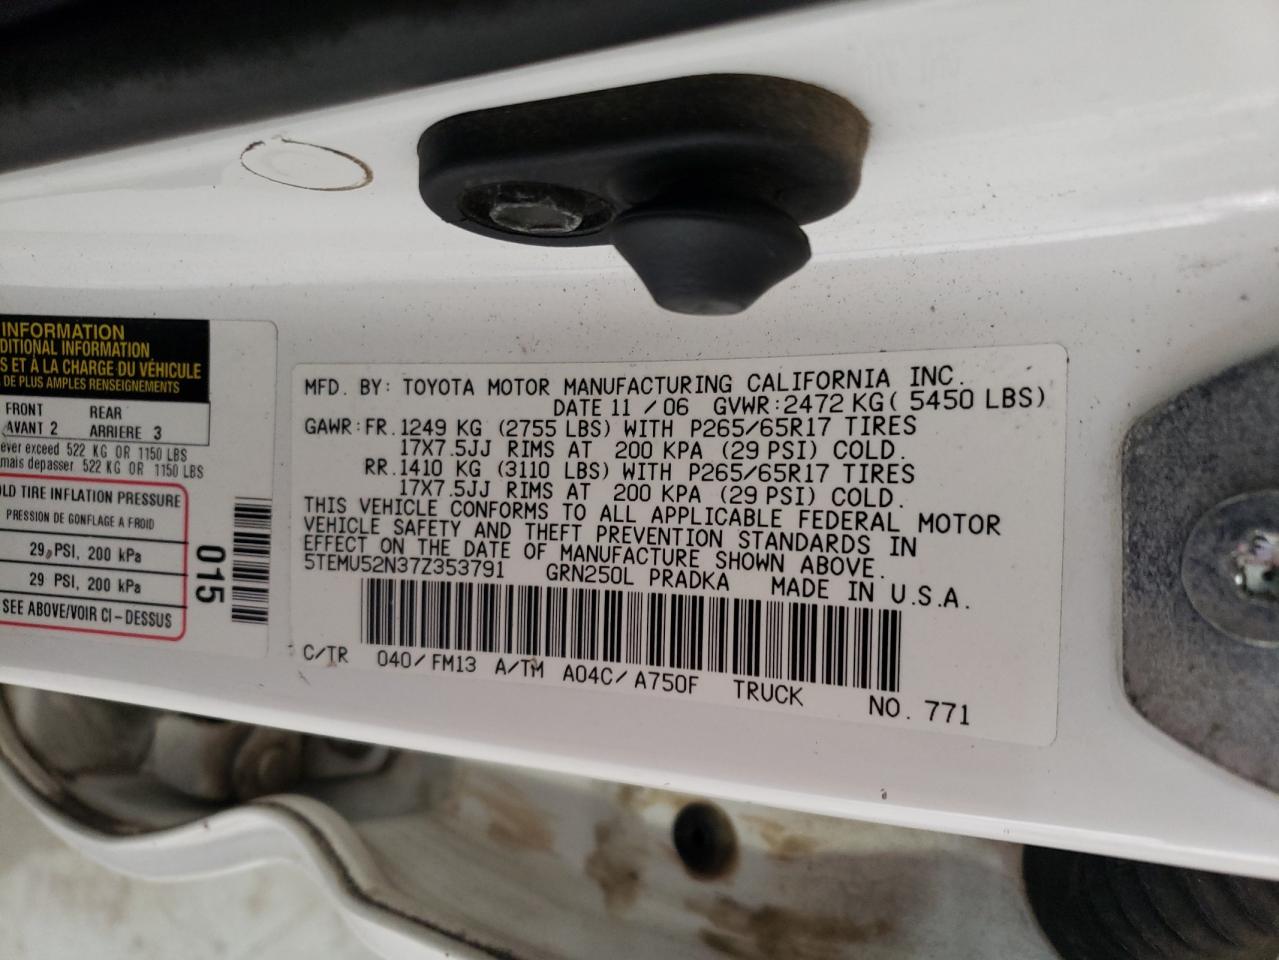 INFORMATION
DITIONAL INFORMATION
S ET À LA CHARGE DU VÉHICULE
DE PLUS AMPLES RENSEIGNEMENTS
FRONT REAR
AVANT 2 ARRIERE 3
ever exceed 522 KG OR 1150 LBS
mais depasser 522 KG OR 1150 LBS
OLD TIRE INFLATION PRESSURE
PRESSION DE GONFLAGE A FROID
29 PSI, 200 kPa
29 PSI, 200 kPa
SEE ABOVE/VOIR CI-DESSUS
015
MFD. BY: TOYOTA MOTOR MANUFACTURING CALIFORNIA INC.
DATE 11 / 06 GVWR: 2472 KG ( 5450 LBS)
GAWR: FR. 1249 KG (2755 LBS) WITH P265/65R17 TIRES
17X7.5JJ RIMS AT 200 KPA (29 PSI) COLD.
RR. 1410 KG (3110 LBS) WITH P265/65R17 TIRES
17X7.5JJ RIMS AT 200 KPA (29 PSI) COLD.
THIS VEHICLE CONFORMS TO ALL APPLICABLE FEDERAL MOTOR
VEHICLE SAFETY AND THEFT PREVENTION STANDARDS IN
EFFECT ON THE DATE OF MANUFACTURE SHOWN ABOVE.
5TEMU52N37Z353791 GRN250L PRADKA MADE IN U.S.A.
C/TR 040/FM13 A/TM A04C/A750F TRUCK NO. 771